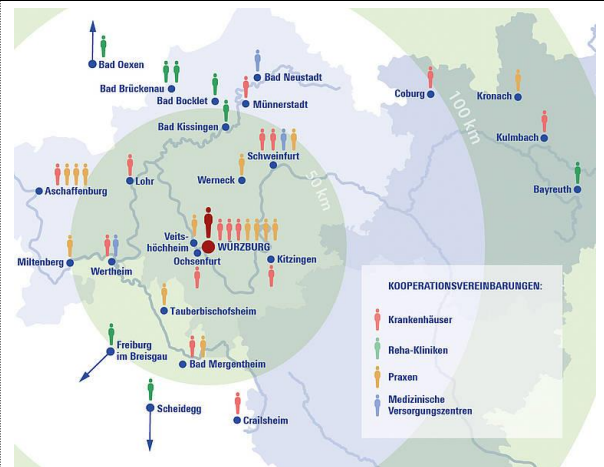 Bad Oexen
Bad Brückenau
Bad Neustadt
Bad Bocklet
Münnerstadt
Bad Kissingen
Coburg
Kronach
100 km
Kulmbach
Bayreuth
Schweinfurt
Lohr
Werneck
50 km
Aschaffenburg
Veits-
höchheim
WÜRZBURG
Ochsenfurt
Kitzingen
Miltenberg
Wertheim
Tauberbischofsheim
Freiburg
im Breisgau
Bad Mergentheim
Scheidegg
Crailsheim
KOOPERATIONSVEREINBARUNGEN:
Krankenhäuser
Reha-Kliniken
Praxen
Medizinische
Versorgungszentren